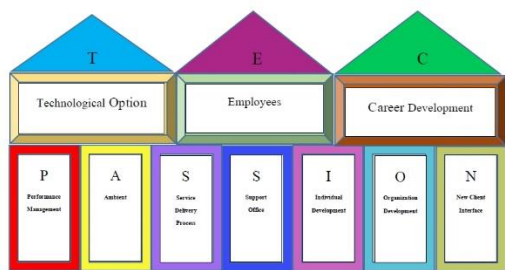 T E C
Technological Option
Employees
Career Development
P A S S I O N
Performance
Management
Ambient
Service
Delivery
Process
Support
Office
Individual
Development
Organization
Development
New Client
Interface